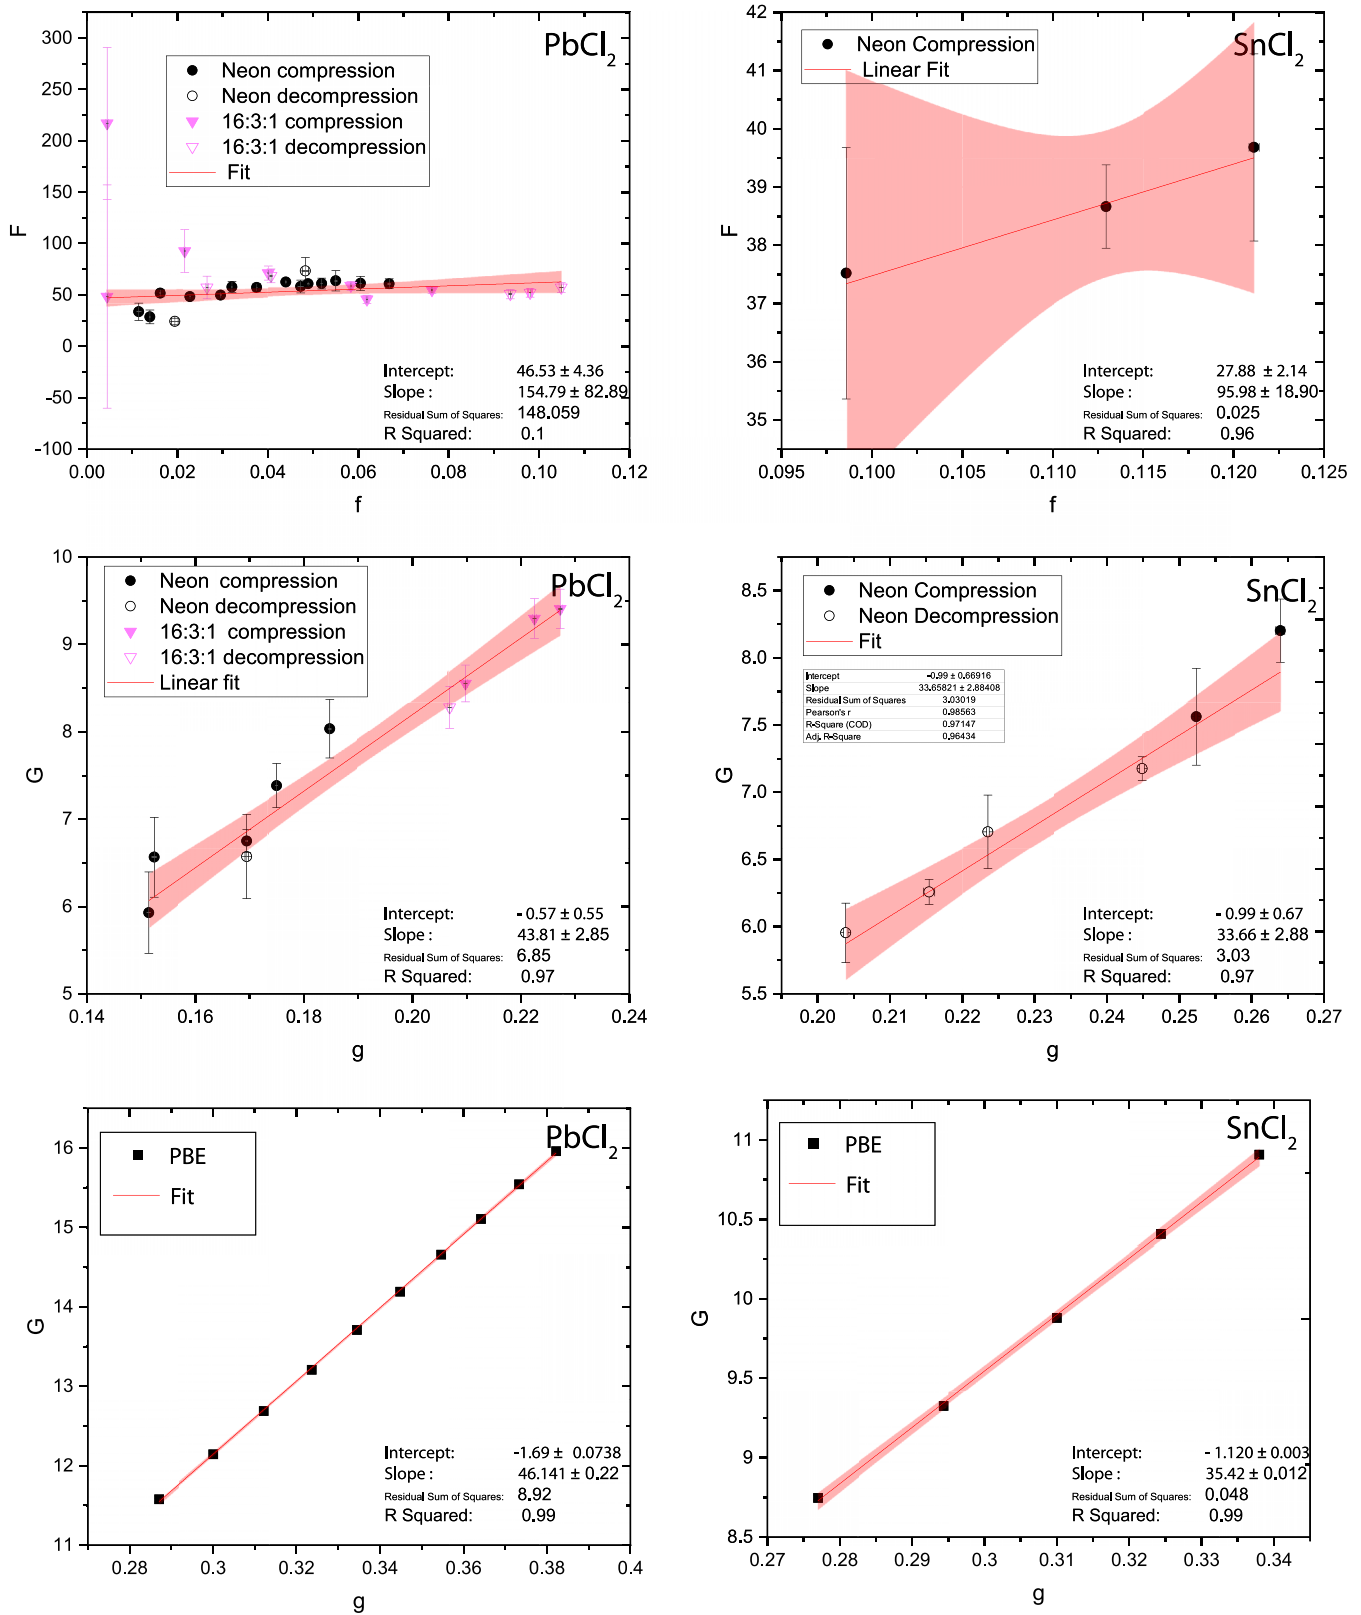 PbCl2
300
250
200
150
100
50
0
-50
-100
F
Neon compression
Neon decompression
16:3:1 compression
16:3:1 decompression
Fit
Intercept: 46.53 ± 4.36
Slope : 154.79 ± 82.89
Residual Sum of Squares: 148.059
R Squared: 0.1
0.00 0.02 0.04 0.06 0.08 0.10 0.12
f
SnCl2
42
41
40
39
38
37
36
35
F
Neon Compression
Linear Fit
Intercept: 27.88 ± 2.14
Slope : 95.98 ± 18.90
Residual Sum of Squares: 0.025
R Squared: 0.96
0.095 0.100 0.105 0.110 0.115 0.120 0.125
f
PbCl2
10
9
8
7
6
5
G
Neon compression
Neon decompression
16:3:1 compression
16:3:1 decompression
Linear fit
Intercept: - 0.57 ± 0.55
Slope : 43.81 ± 2.85
Residual Sum of Squares: 6.85
R Squared: 0.97
0.14 0.16 0.18 0.20 0.22 0.24
g
SnCl2
8.5
8.0
7.5
7.0
6.5
6.0
5.5
G
Neon Compression
Neon Decompression
Fit
Intercept -0.99 ± 0.66916
Slope 33.65821 ± 2.88408
Residual Sum of Squares 3.03019
Pearson's r 0.98563
R-Square (COD) 0.97147
Adj. R-Square 0.96434
Intercept: - 0.99 ± 0.67
Slope : 33.66 ± 2.88
Residual Sum of Squares: 3.03
R Squared: 0.97
0.20 0.21 0.22 0.23 0.24 0.25 0.26 0.27
g
PbCl2
16
15
14
13
12
11
G
PBE
Fit
Intercept: -1.69 ± 0.0738
Slope : 46.141 ± 0.22
Residual Sum of Squares: 8.92
R Squared: 0.99
0.28 0.3 0.32 0.34 0.36 0.38 0.4
g
SnCl2
11
10.5
10
9.5
9
8.5
G
PBE
Fit
Intercept: - 1.120 ± 0.003
Slope : 35.42 ± 0.012
Residual Sum of Squares: 0.048
R Squared: 0.99
0.27 0.28 0.29 0.3 0.31 0.32 0.33 0.34
g